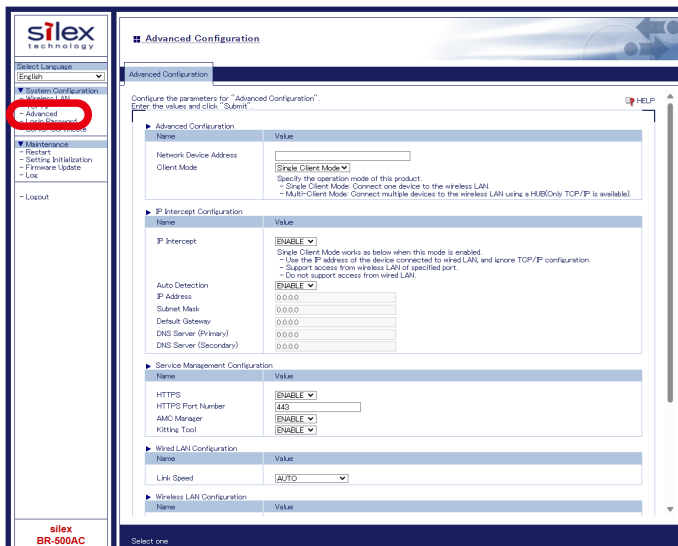 silex
technology
Select Language
English
▼ System Configuration
- Wireless LAN
- TCP/IP
- Advanced
- Login Password
- Server Certificate
▼ Maintenance
- Restart
- Setting Initialization
- Firmware Update
- Log
- Logout
silex
BR-500AC
Advanced Configuration
Advanced Configuration
Configure the parameters for "Advanced Configuration".
Enter the values and click "Submit".
HELP
▶ Advanced Configuration
Name Value
Network Device Address
Client Mode Single Client Mode
Specify the operation mode of this product.
- Single Client Mode: Connect one device to the wireless LAN.
- Multi-Client Mode: Connect multiple devices to the wireless LAN using a HUB(Only TCP/IP is available).
▶ IP Intercept Configuration
Name Value
IP Intercept ENABLE
Single Client Mode works as below when this mode is enabled.
- Use the IP address of the device connected to wired LAN, and ignore TCP/IP configuration.
- Support access from wireless LAN of specified port.
- Do not support access from wired LAN.
Auto Detection ENABLE
IP Address 0.0.0.0
Subnet Mask 0.0.0.0
Default Gateway 0.0.0.0
DNS Server (Primary) 0.0.0.0
DNS Server (Secondary) 0.0.0.0
▶ Service Management Configuration
Name Value
HTTPS ENABLE
HTTPS Port Number 443
AMC Manager ENABLE
Kitting Tool ENABLE
▶ Wired LAN Configuration
Name Value
Link Speed AUTO
▶ Wireless LAN Configuration
Name Value
Select one